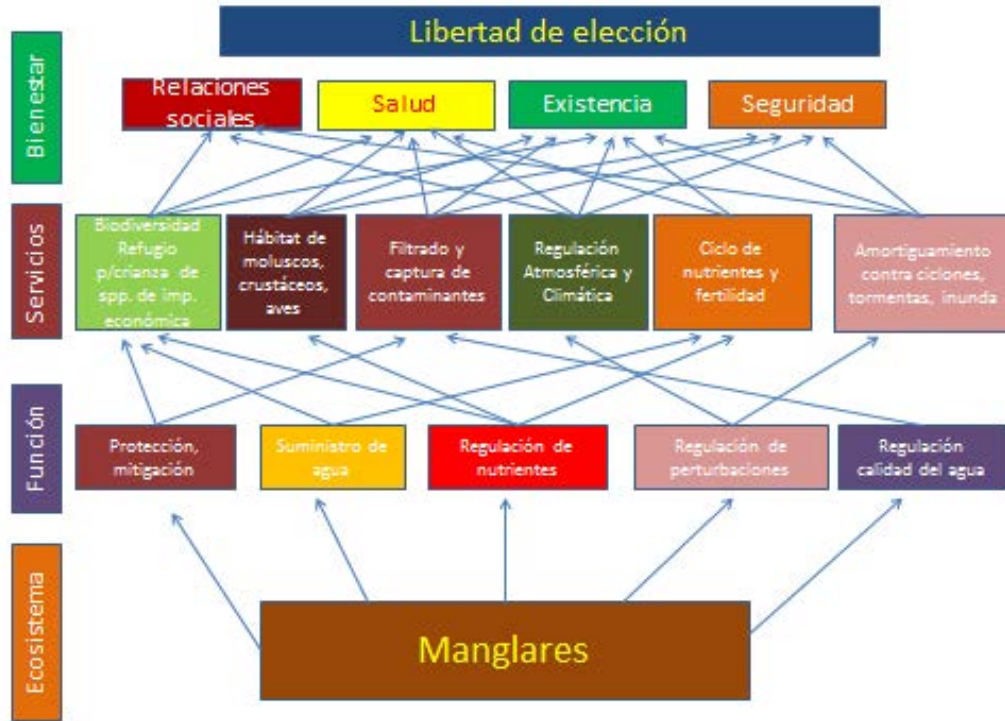 Libertad de elección
Bienestar
Relaciones
sociales
Salud
Existencia
Seguridad
Servicios
Biodiversidad
Refugio
p/crianza de
spp. de imp.
económica
Hábitat de
moluscos,
crustáceos,
aves
Filtrado y
captura de
contaminantes
Regulación
Atmosférica y
Climática
Ciclo de
nutrientes y
fertilidad
Amortiguamiento
contra ciclones,
tormentas, inunda
Función
Protección,
mitigación
Suministro de
agua
Regulación de
nutrientes
Regulación de
perturbaciones
Regulación
calidad del agua
Ecosistema
Manglares